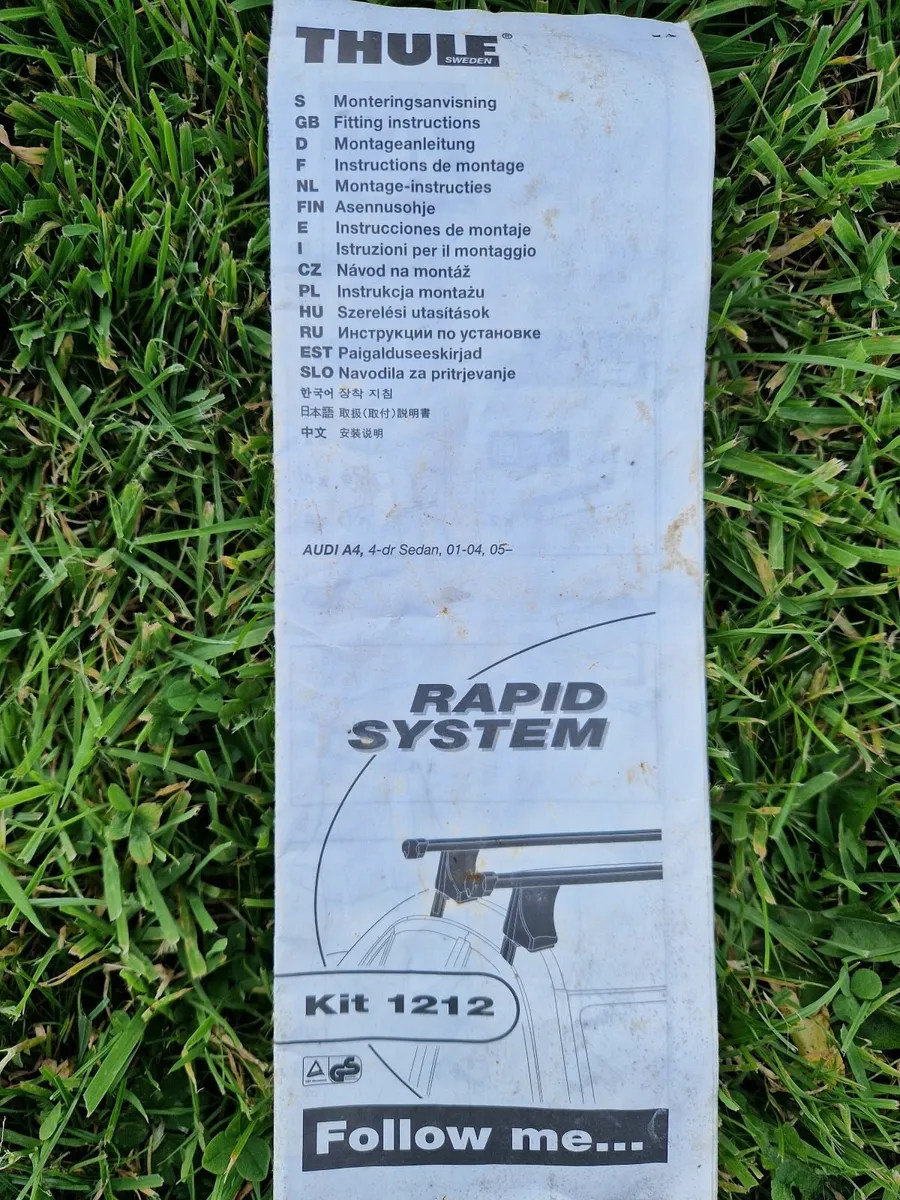 THULE®
SWEDEN
S Monteringsanvisning
GB Fitting instructions
D Montageanleitung
F Instructions de montage
NL Montage-instructies
FIN Asennusohje
E Instrucciones de montaje
I Istruzioni per il montaggio
CZ Návod na montáž
PL Instrukcja montażu
HU Szerelési utasítások
RU Инструкции по установке
EST Paigalduseeskirjad
SLO Navodila za pritrjevanje
한국어 장착 지침
日本語 取扱(取付)説明書
中文 安装说明
AUDI A4, 4-dr Sedan, 01-04, 05–
RAPID
SYSTEM
Kit 1212
GS
Follow me...